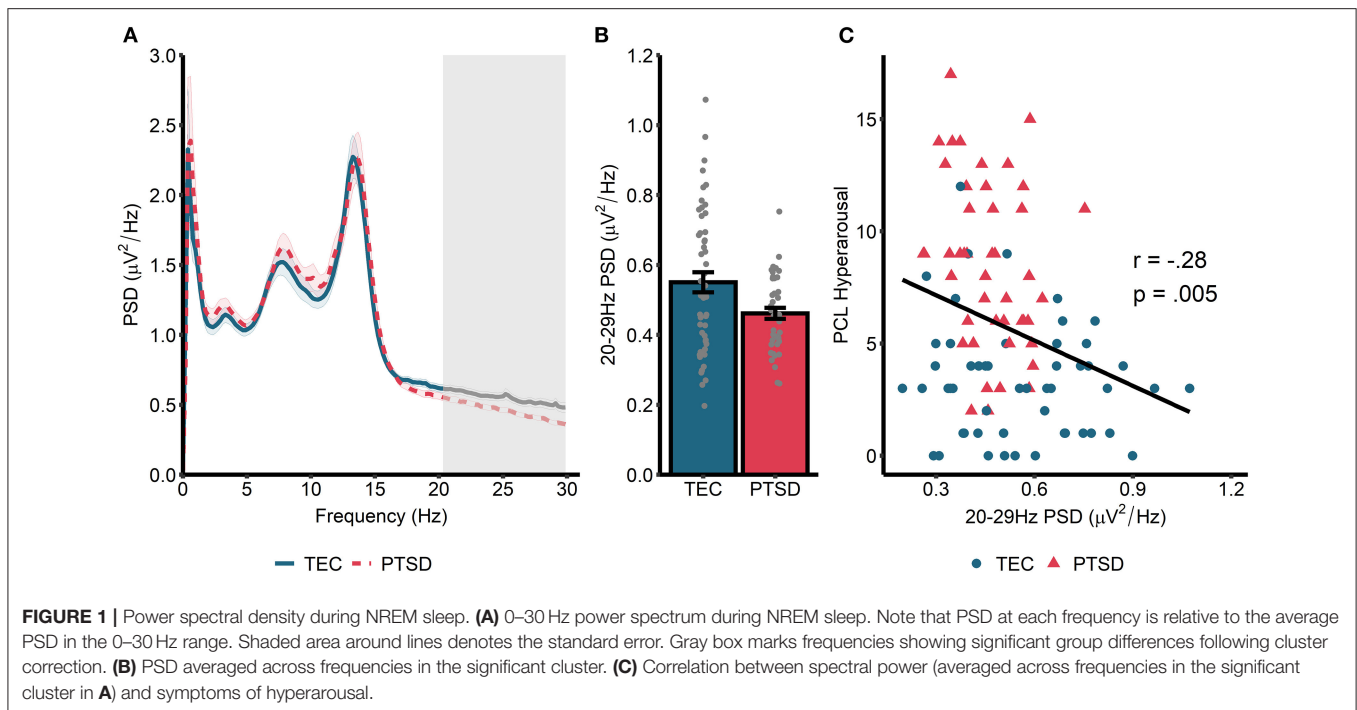 A
B
C
3.0
2.5
2.0
1.5
1.0
0.5
0.0
PSD (μV²/Hz)
0 5 10 15 20 25 30
Frequency (Hz)
TEC PTSD
1.2
1.0
0.8
0.6
0.4
0.2
0.0
20-29Hz PSD (μV²/Hz)
TEC PTSD
15
10
5
0
PCL Hyperarousal
r = -.28
p = .005
0.3 0.6 0.9 1.2
20-29Hz PSD (μV²/Hz)
TEC PTSD
FIGURE 1 | Power spectral density during NREM sleep. (A) 0–30 Hz power spectrum during NREM sleep. Note that PSD at each frequency is relative to the average
PSD in the 0–30 Hz range. Shaded area around lines denotes the standard error. Gray box marks frequencies showing significant group differences following cluster
correction. (B) PSD averaged across frequencies in the significant cluster. (C) Correlation between spectral power (averaged across frequencies in the significant
cluster in A) and symptoms of hyperarousal.